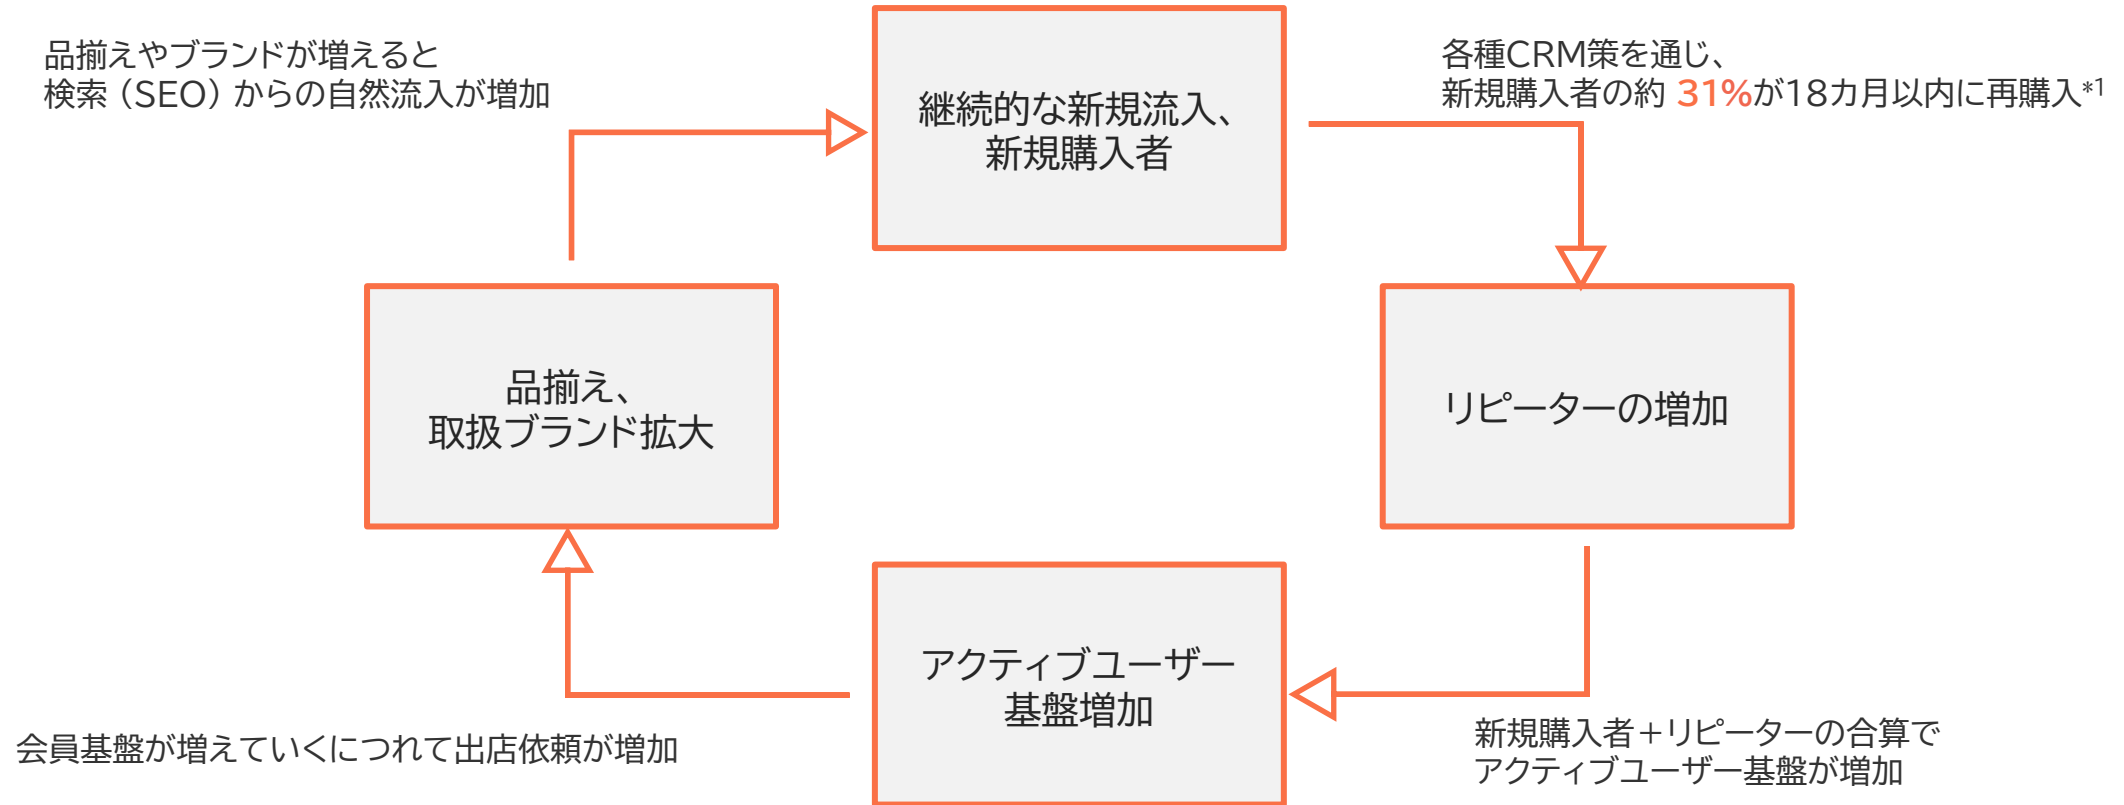 品揃えやブランドが増えると
検索（SEO）からの自然流入が増加
継続的な新規流入、
新規購入者
各種CRM策を通じ、
新規購入者の約 31%が18カ月以内に再購入*1
品揃え、
取扱ブランド拡大
リピーターの増加
アクティブユーザー
基盤増加
会員基盤が増えていくにつれて出店依頼が増加
新規購入者＋リピーターの合算で
アクティブユーザー基盤が増加